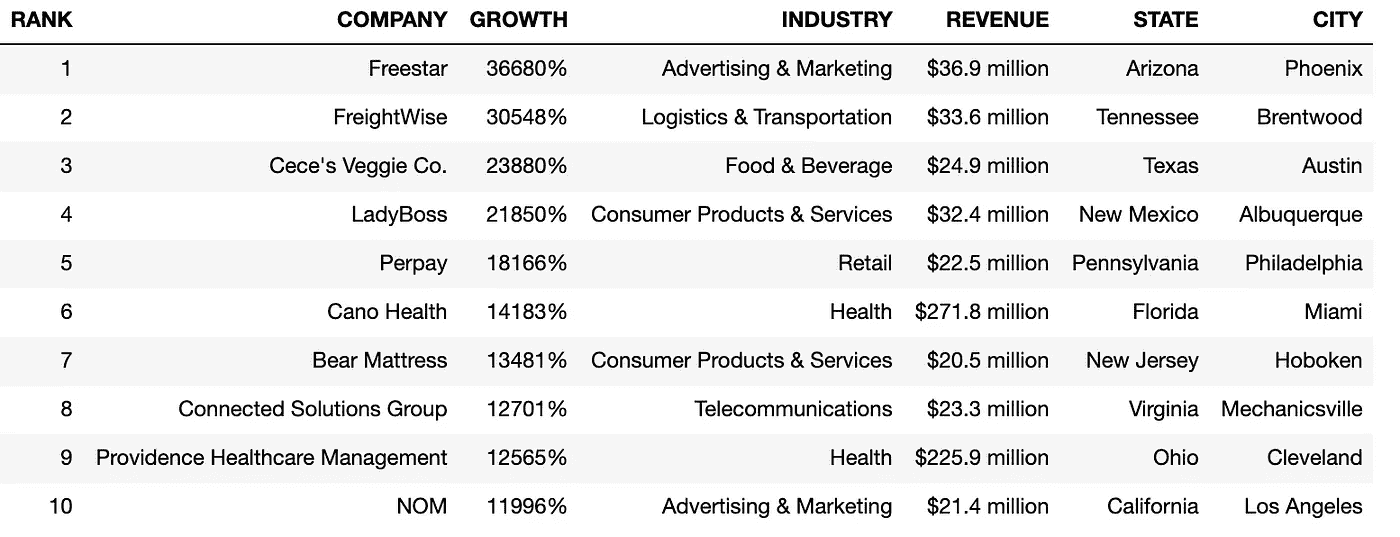 RANK COMPANY GROWTH INDUSTRY REVENUE STATE CITY
1 Freestar 36680% Advertising & Marketing $36.9 million Arizona Phoenix
2 FreightWise 30548% Logistics & Transportation $33.6 million Tennessee Brentwood
3 Cece's Veggie Co. 23880% Food & Beverage $24.9 million Texas Austin
4 LadyBoss 21850% Consumer Products & Services $32.4 million New Mexico Albuquerque
5 Perpay 18166% Retail $22.5 million Pennsylvania Philadelphia
6 Cano Health 14183% Health $271.8 million Florida Miami
7 Bear Mattress 13481% Consumer Products & Services $20.5 million New Jersey Hoboken
8 Connected Solutions Group 12701% Telecommunications $23.3 million Virginia Mechanicsville
9 Providence Healthcare Management 12565% Health $225.9 million Ohio Cleveland
10 NOM 11996% Advertising & Marketing $21.4 million California Los Angeles